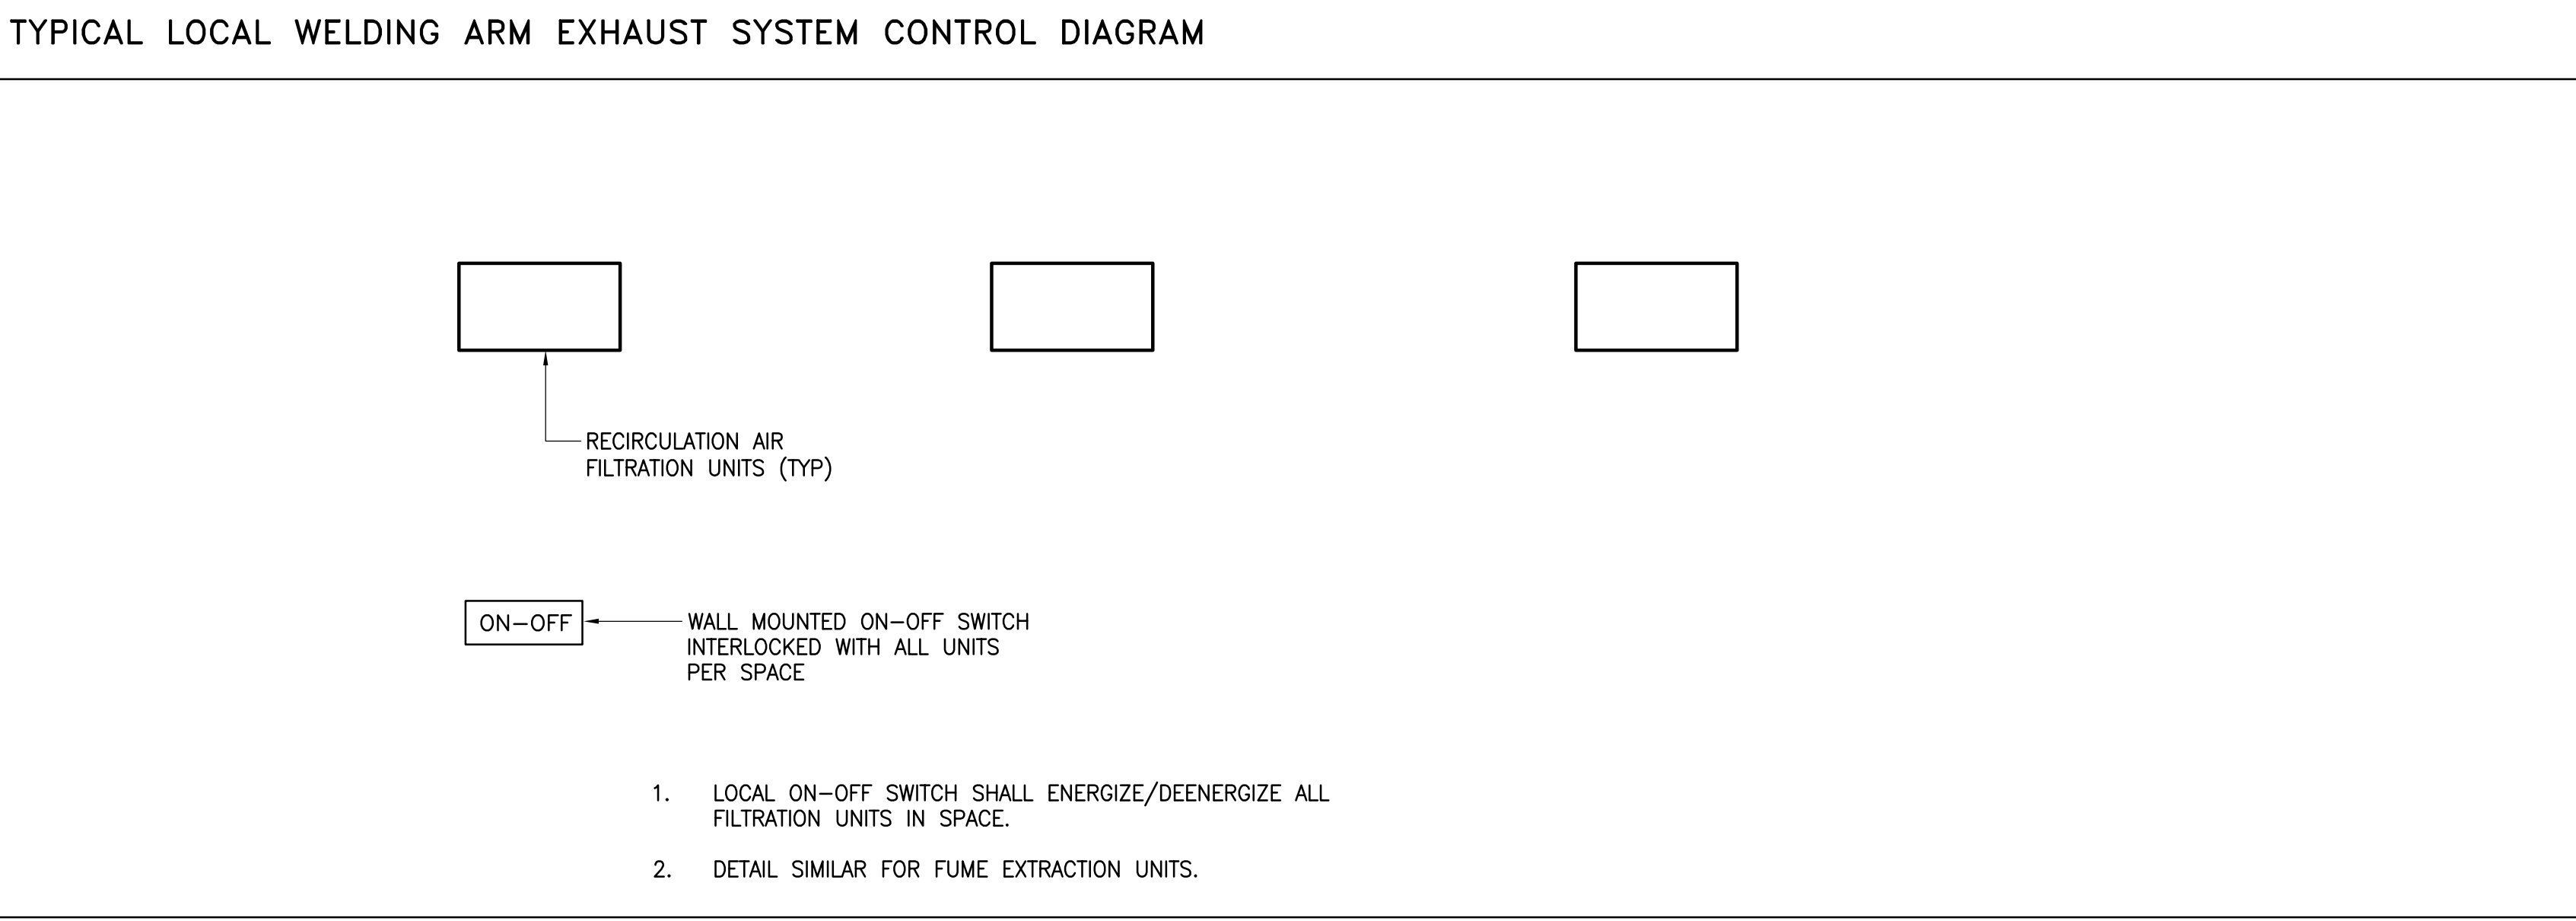 TYPICAL LOCAL WELDING ARM EXHAUST SYSTEM CONTROL DIAGRAM
RECIRCULATION AIR
FILTRATION UNITS (TYP)
ON-OFF
WALL MOUNTED ON-OFF SWITCH
INTERLOCKED WITH ALL UNITS
PER SPACE
1. LOCAL ON-OFF SWITCH SHALL ENERGIZE/DEENERGIZE ALL
FILTRATION UNITS IN SPACE.
2. DETAIL SIMILAR FOR FUME EXTRACTION UNITS.